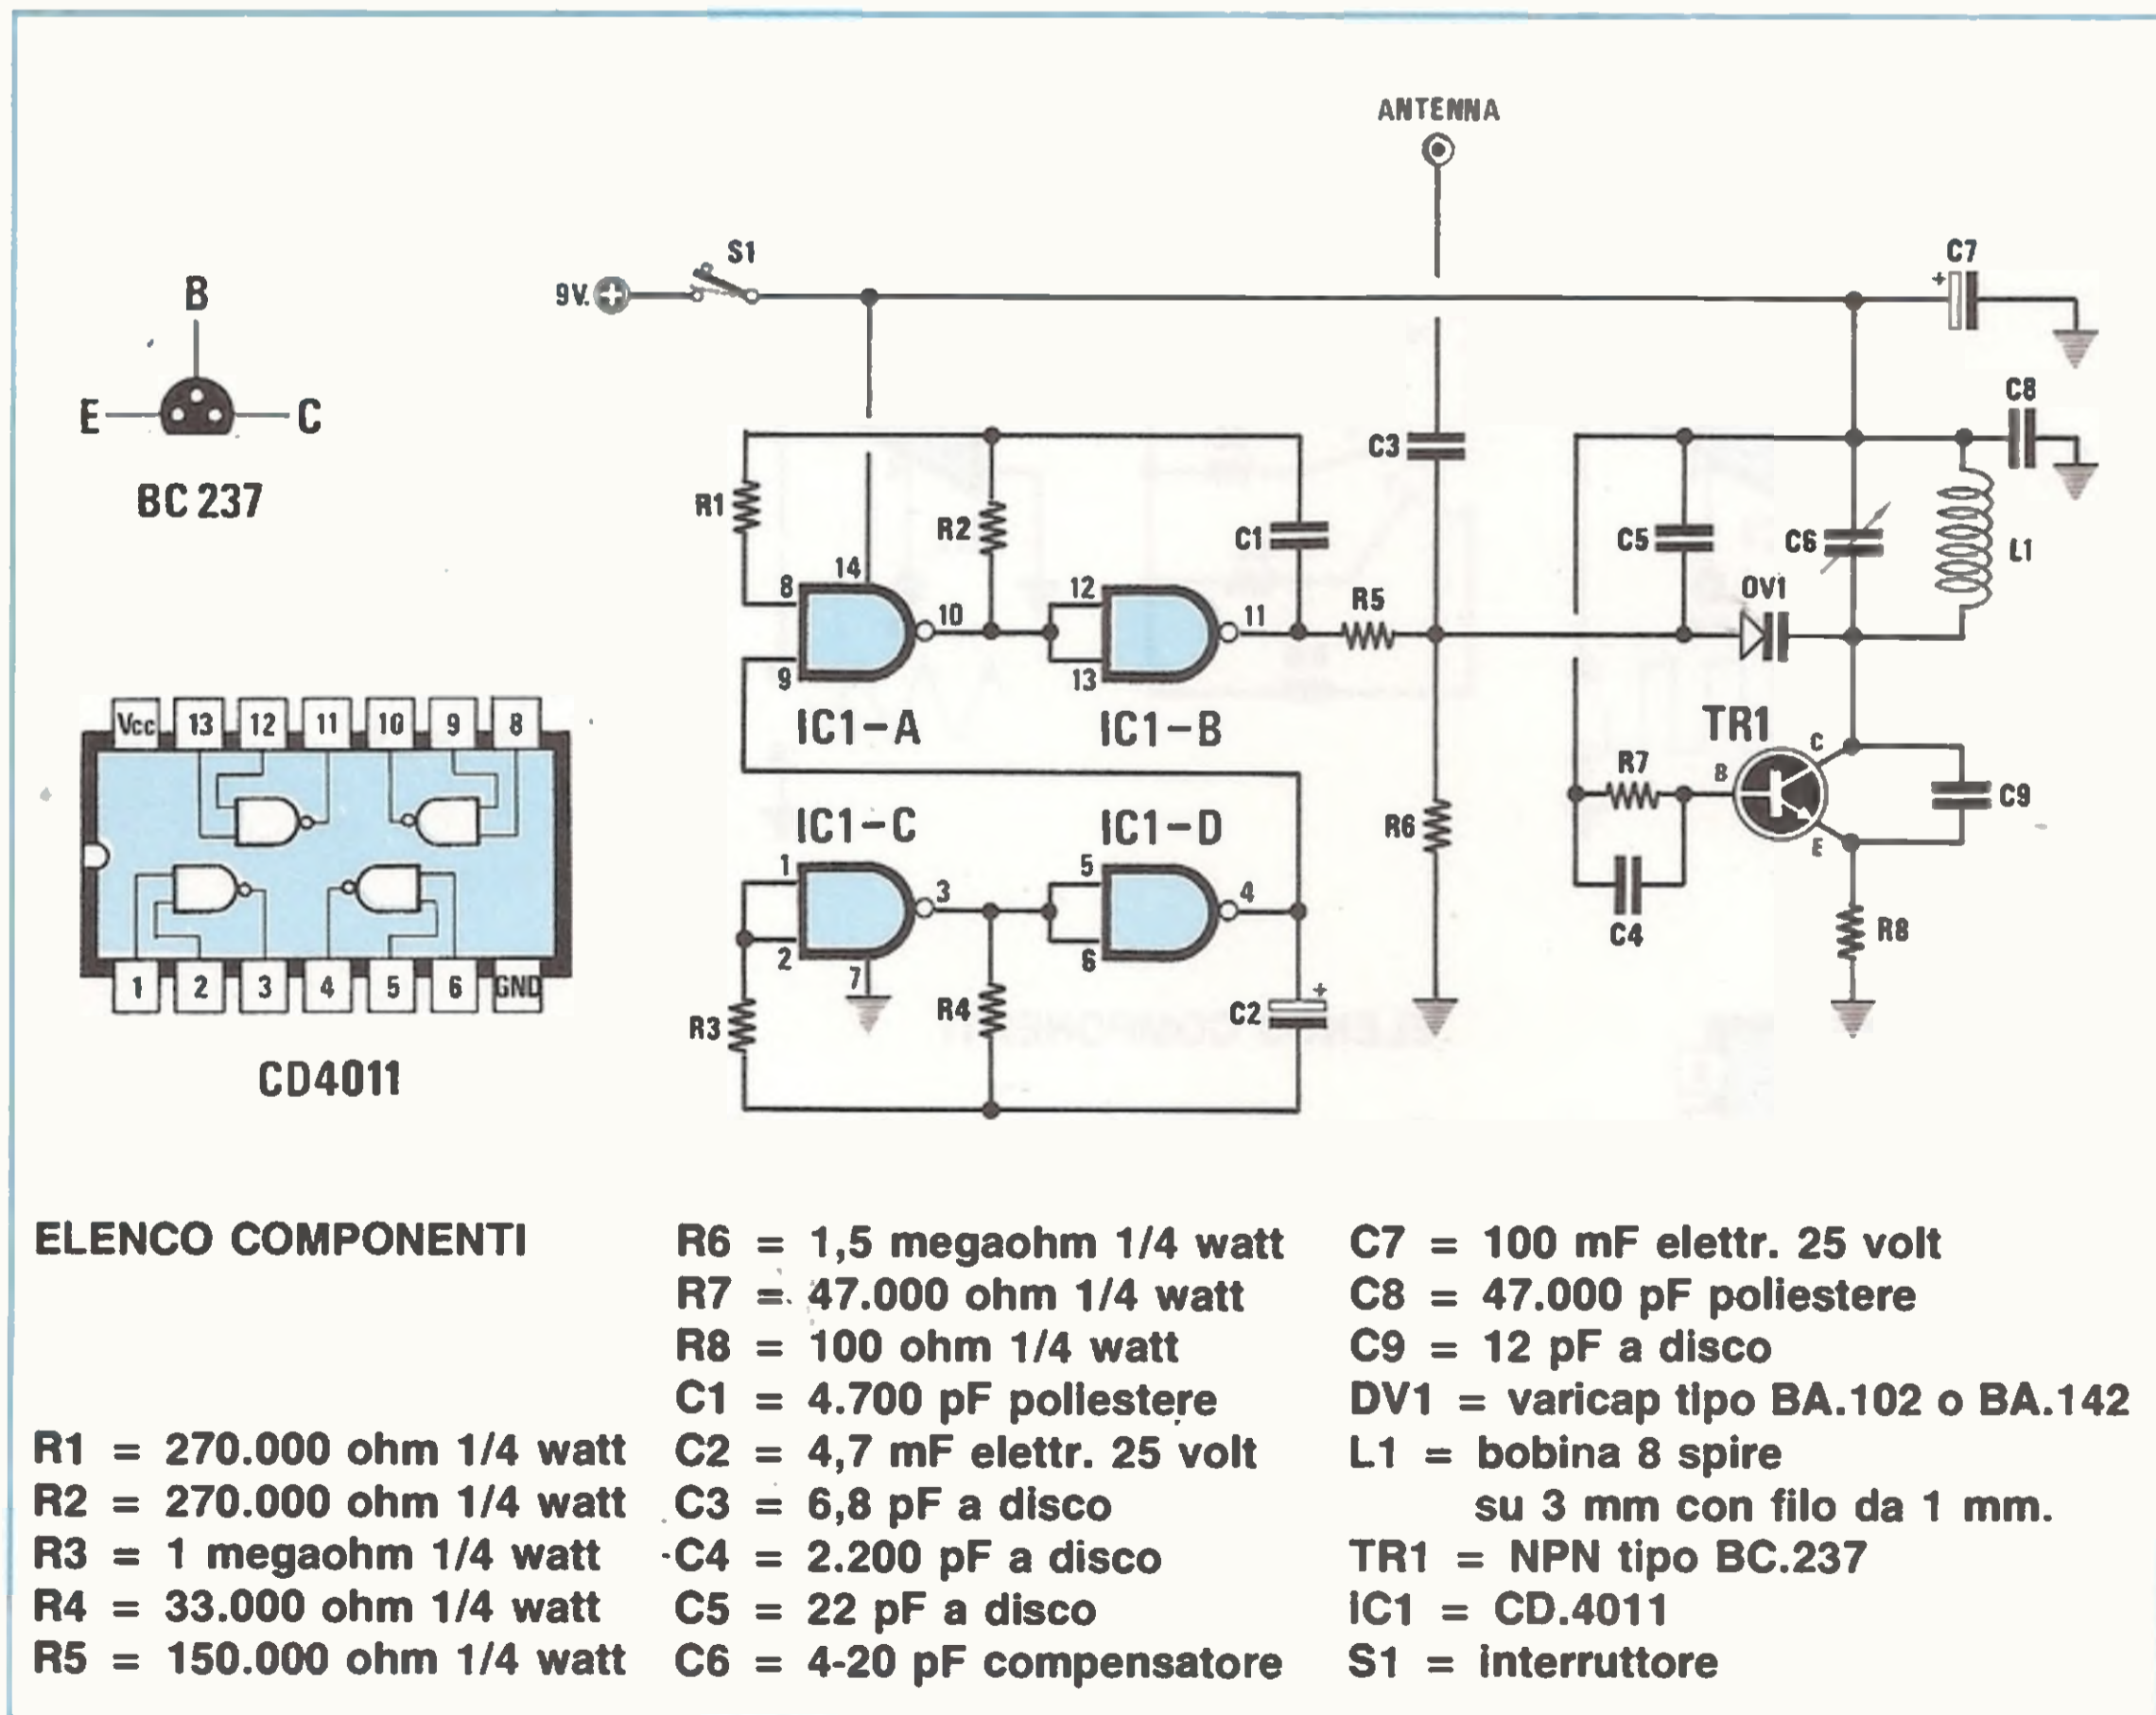 ANTENNA
S1
9V.
C7
B
E
C
BC 237
C8
C3
R1
R2
C1
C5
C6
L1
14
8
10
12
11
R5
OV1
9
13
IC1-A
IC1-B
TR1
C
B
E
R7
C9
R6
C4
R8
Vcc 13 12 11 10 9 8
1 2 3 4 5 6 GND
CD4011
IC1-C
IC1-D
1
3
5
4
2
7
6
R3
R4
C2
+
+
ELENCO COMPONENTI
R1 = 270.000 ohm 1/4 watt
R2 = 270.000 ohm 1/4 watt
R3 = 1 megaohm 1/4 watt
R4 = 33.000 ohm 1/4 watt
R5 = 150.000 ohm 1/4 watt
R6 = 1,5 megaohm 1/4 watt
R7 = 47.000 ohm 1/4 watt
R8 = 100 ohm 1/4 watt
C1 = 4.700 pF poliestere
C2 = 4,7 mF elettr. 25 volt
C3 = 6,8 pF a disco
C4 = 2.200 pF a disco
C5 = 22 pF a disco
C6 = 4-20 pF compensatore
C7 = 100 mF elettr. 25 volt
C8 = 47.000 pF poliestere
C9 = 12 pF a disco
DV1 = varicap tipo BA.102 o BA.142
L1 = bobina 8 spire
su 3 mm con filo da 1 mm.
TR1 = NPN tipo BC.237
IC1 = CD.4011
S1 = interruttore